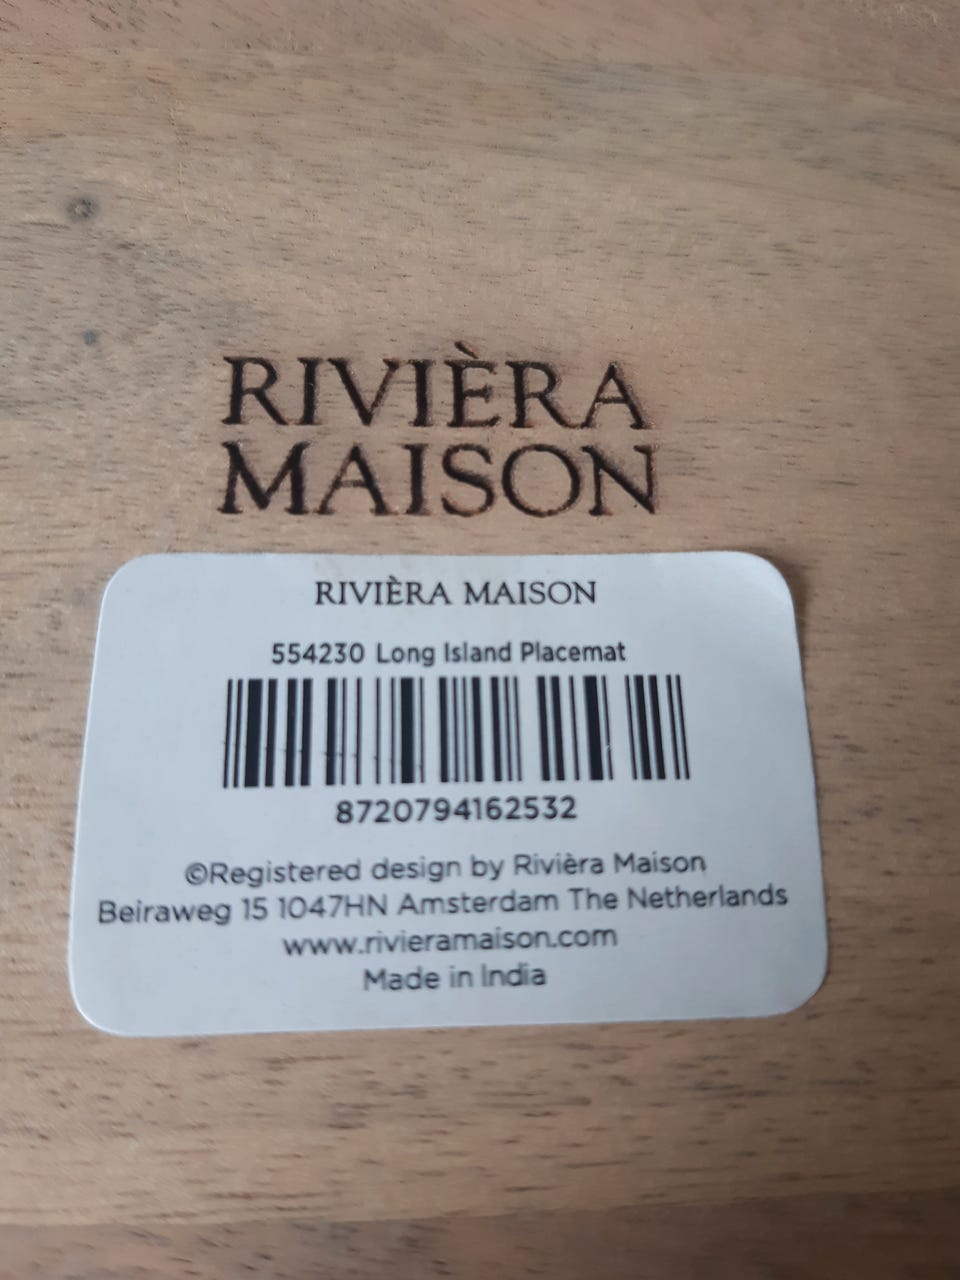 RIVIÈRA
MAISON
RIVIÈRA MAISON
554230 Long Island Placemat
8720794162532
©Registered design by Rivièra Maison
Beiraweg 15 1047HN Amsterdam The Netherlands
www.rivieramaison.com
Made in India